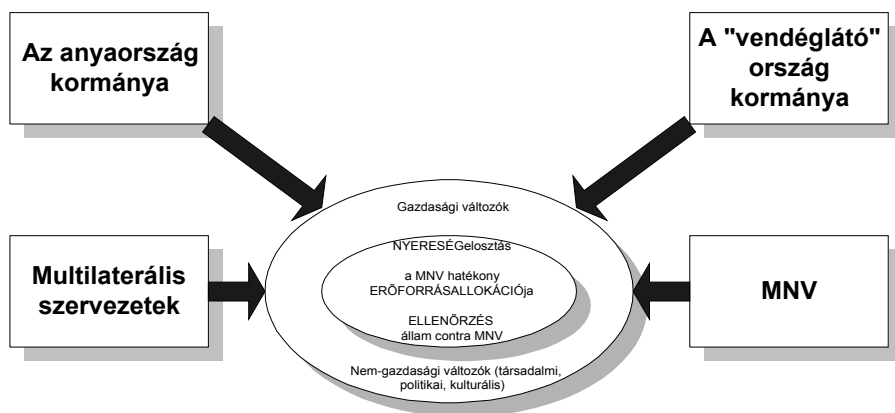 Az anyaország
kormánya
A "vendéglátó"
ország
kormánya
Gazdasági változók
NYERESÉGelosztás
a MNV hatékony
ERŐFORRÁSALLOKÁCIÓja
ELLENŐRZÉS
állam contra MNV
Nem-gazdasági változók (társadalmi,
politikai, kulturális)
Multilaterális
szervezetek
MNV